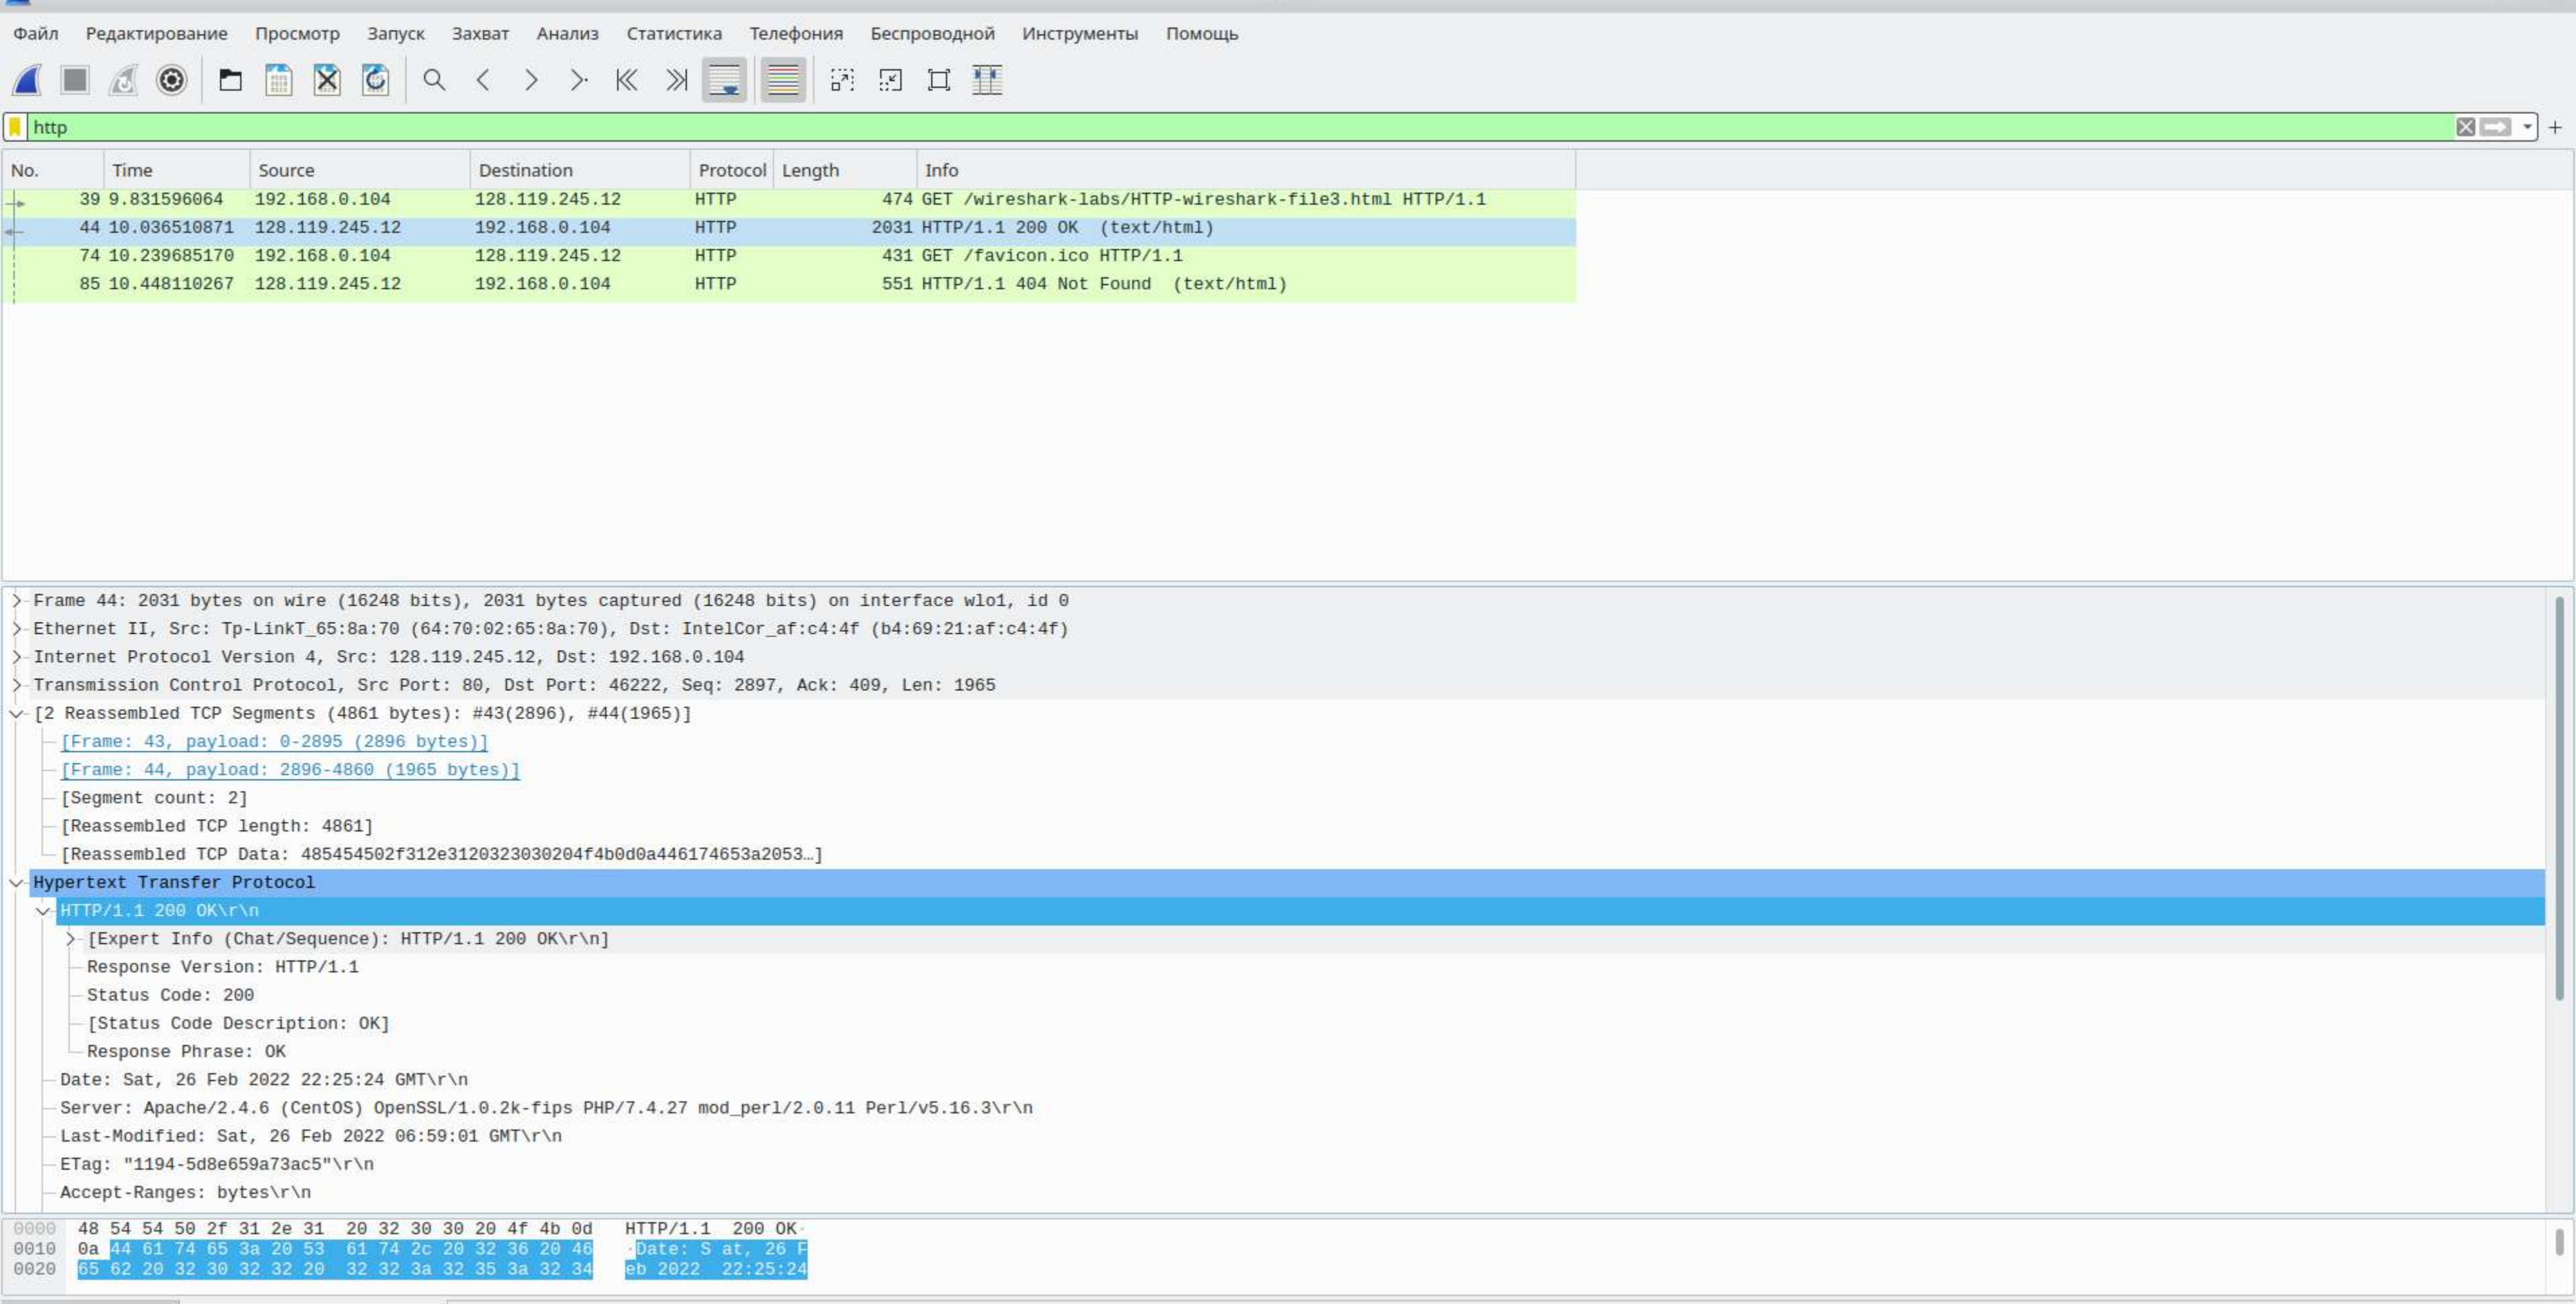 Файл Редактирование Просмотр Запуск Захват Анализ Статистика Телефония Беспроводной Инструменты Помощь
http
No. Time Source Destination Protocol Length Info
39 9.831596064 192.168.0.104 128.119.245.12 HTTP 474 GET /wireshark-labs/HTTP-wireshark-file3.html HTTP/1.1
44 10.036510871 128.119.245.12 192.168.0.104 HTTP 2031 HTTP/1.1 200 OK (text/html)
74 10.239685170 192.168.0.104 128.119.245.12 HTTP 431 GET /favicon.ico HTTP/1.1
85 10.448110267 128.119.245.12 192.168.0.104 HTTP 551 HTTP/1.1 404 Not Found (text/html)
Frame 44: 2031 bytes on wire (16248 bits), 2031 bytes captured (16248 bits) on interface wlo1, id 0
Ethernet II, Src: Tp-LinkT_65:8a:70 (64:70:02:65:8a:70), Dst: IntelCor_af:c4:4f (b4:69:21:af:c4:4f)
Internet Protocol Version 4, Src: 128.119.245.12, Dst: 192.168.0.104
Transmission Control Protocol, Src Port: 80, Dst Port: 46222, Seq: 2897, Ack: 409, Len: 1965
[2 Reassembled TCP Segments (4861 bytes): #43(2896), #44(1965)]
[Frame: 43, payload: 0-2895 (2896 bytes)]
[Frame: 44, payload: 2896-4860 (1965 bytes)]
[Segment count: 2]
[Reassembled TCP length: 4861]
[Reassembled TCP Data: 485454502f312e3120323030204f4b0d0a446174653a2053…]
Hypertext Transfer Protocol
HTTP/1.1 200 OK\r\n
[Expert Info (Chat/Sequence): HTTP/1.1 200 OK\r\n]
Response Version: HTTP/1.1
Status Code: 200
[Status Code Description: OK]
Response Phrase: OK
Date: Sat, 26 Feb 2022 22:25:24 GMT\r\n
Server: Apache/2.4.6 (CentOS) OpenSSL/1.0.2k-fips PHP/7.4.27 mod_perl/2.0.11 Perl/v5.16.3\r\n
Last-Modified: Sat, 26 Feb 2022 06:59:01 GMT\r\n
ETag: "1194-5d8e659a73ac5"\r\n
Accept-Ranges: bytes\r\n
0000 48 54 54 50 2f 31 2e 31 20 32 30 30 20 4f 4b 0d HTTP/1.1 200 OK·
0010 0a 44 61 74 65 3a 20 53 61 74 2c 20 32 36 20 46 ·Date: S at, 26 F
0020 65 62 20 32 30 32 32 20 32 32 3a 32 35 3a 32 34 eb 2022 22:25:24